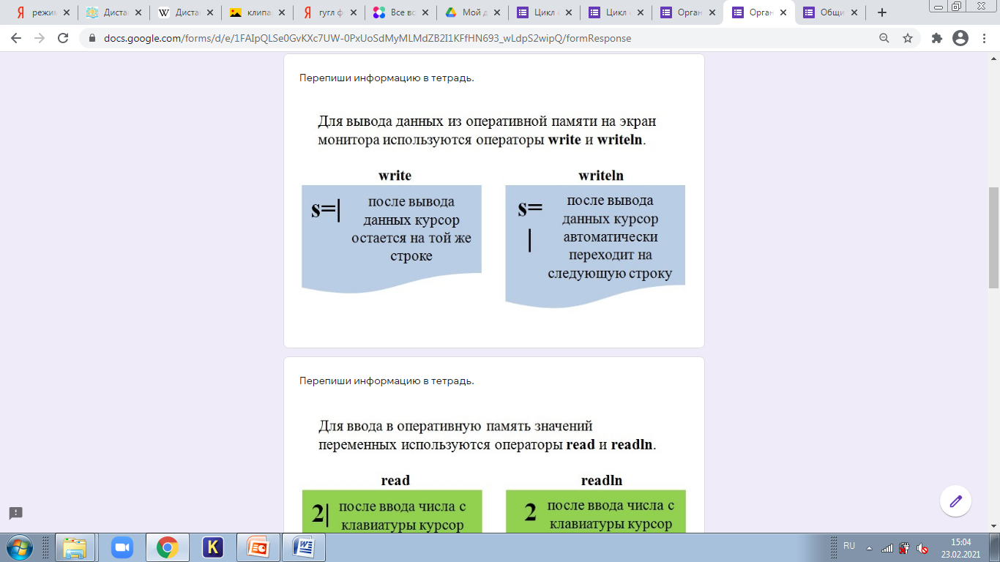 режим
Диста
Диста
клипа
гугл ф
Все во
Мой д
Цикл
Цикл
Орган
Орган
Общи
docs.google.com/forms/d/e/1FAIpQLSe0GvKXc7UW-0PxUoSdMyMLMdZB2I1KFfHN693_wLdpS2wipQ/formResponse
Перепиши информацию в тетрадь.
Для вывода данных из оперативной памяти на экран
монитора используются операторы write и writeln.
write
s=|
после вывода
данных курсор
остается на той же
строке
writeln
s=
|
после вывода
данных курсор
автоматически
переходит на
следующую строку
Перепиши информацию в тетрадь.
Для ввода в оперативную память значений
переменных используются операторы read и readln.
read
2|
после ввода числа с
клавиатуры курсор
readln
2
после ввода числа с
клавиатуры курсор
RU
15:04
23.02.2021